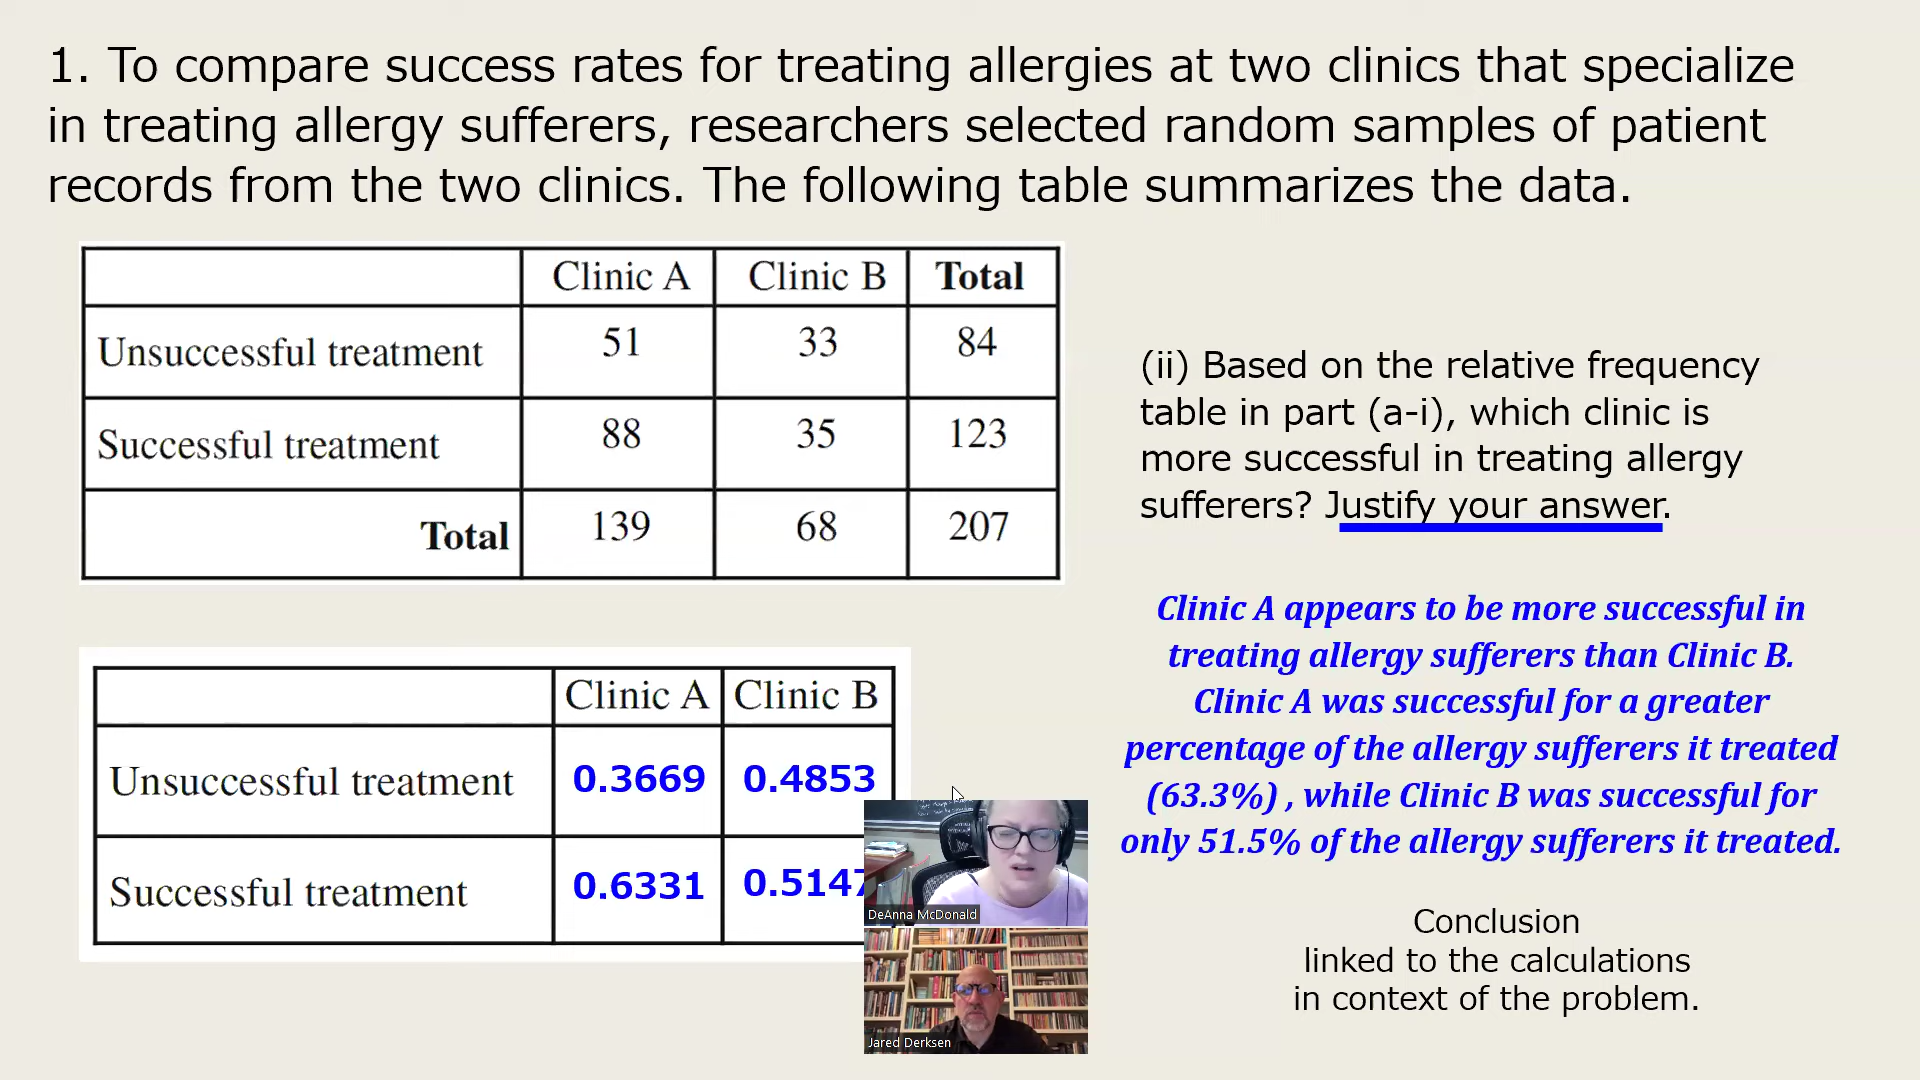 1. To compare success rates for treating allergies at two clinics that specialize
in treating allergy sufferers, researchers selected random samples of patient
records from the two clinics. The following table summarizes the data.
Clinic A Clinic B Total
Unsuccessful treatment 51 33 84
Successful treatment 88 35 123
Total 139 68 207
(ii) Based on the relative frequency
table in part (a-i), which clinic is
more successful in treating allergy
sufferers? Justify your answer.
Clinic A appears to be more successful in
treating allergy sufferers than Clinic B.
Clinic A was successful for a greater
percentage of the allergy sufferers it treated
(63.3%) , while Clinic B was successful for
only 51.5% of the allergy sufferers it treated.
Conclusion
linked to the calculations
in context of the problem.
Clinic A Clinic B
Unsuccessful treatment 0.3669 0.4853
Successful treatment 0.6331 0.5147
DeAnna McDonald
Jared Derksen